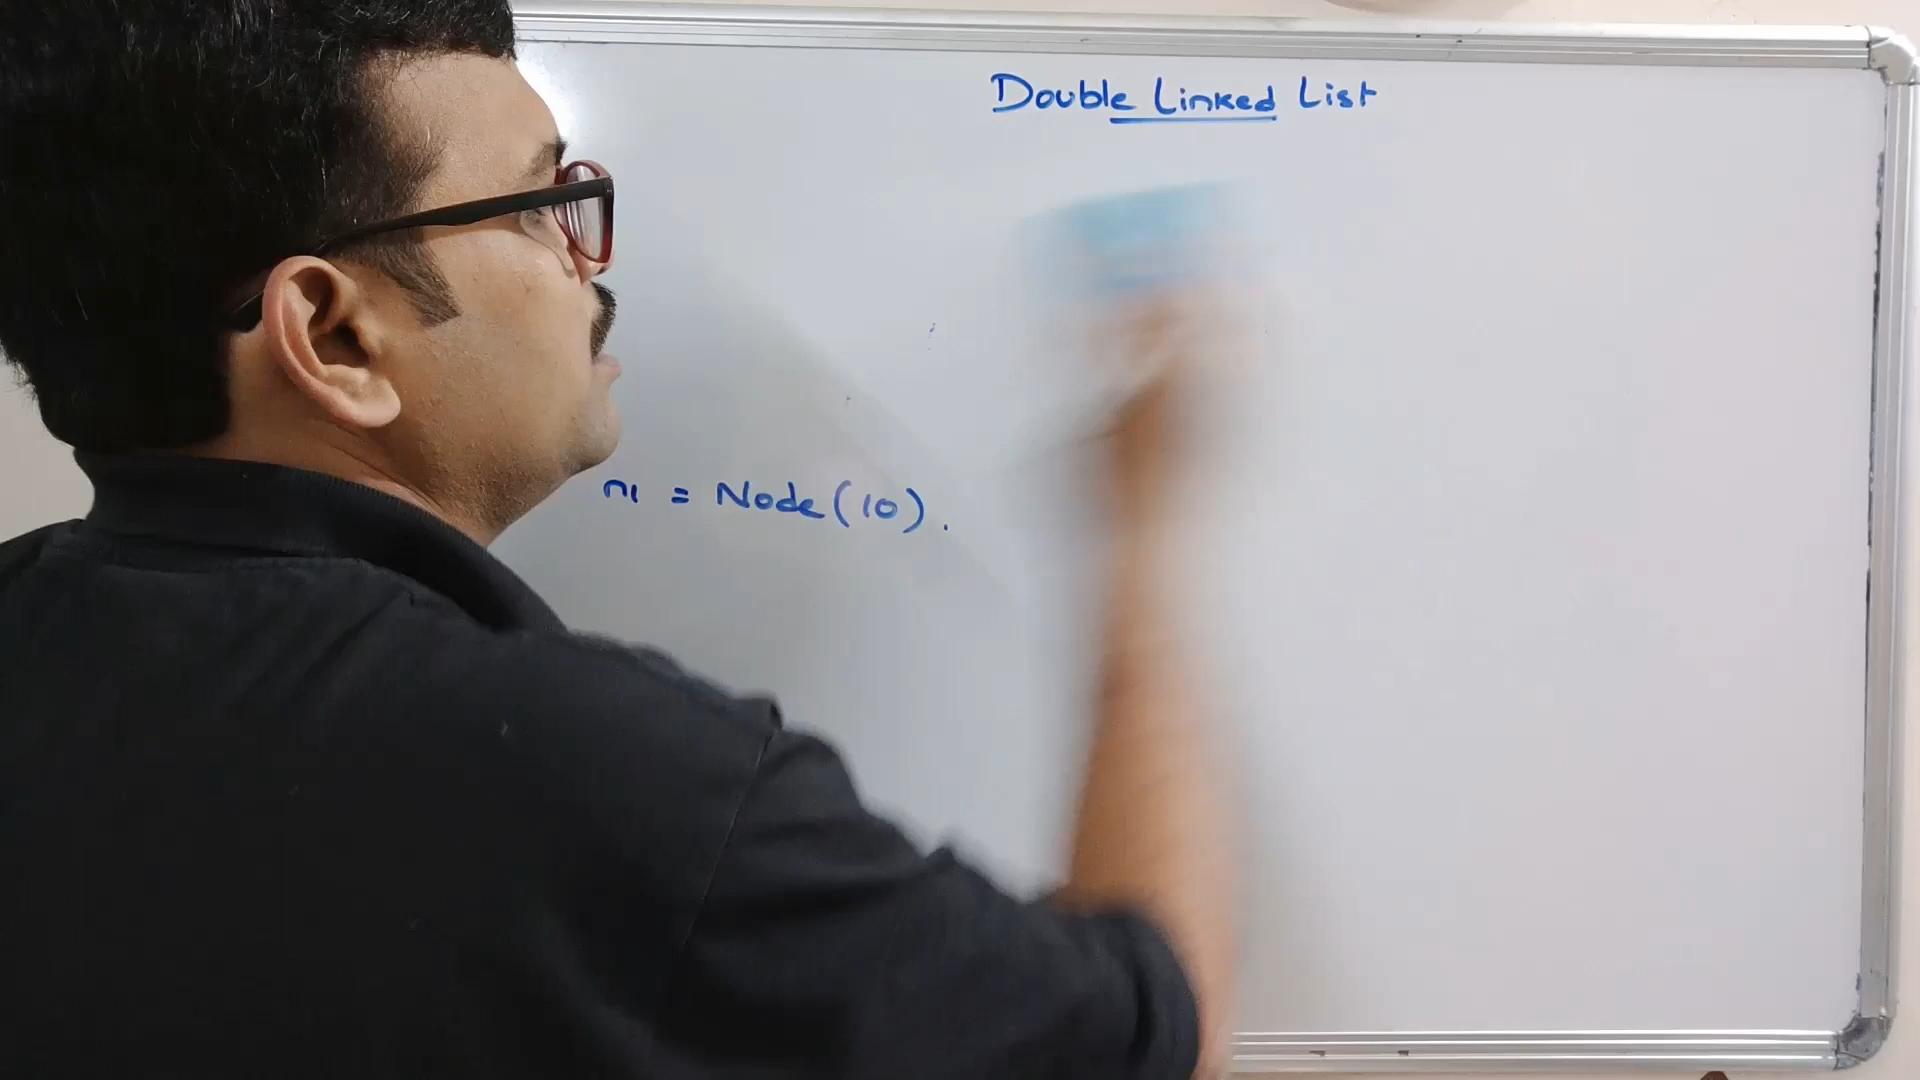 Double Linked List
n1 = Node(10).